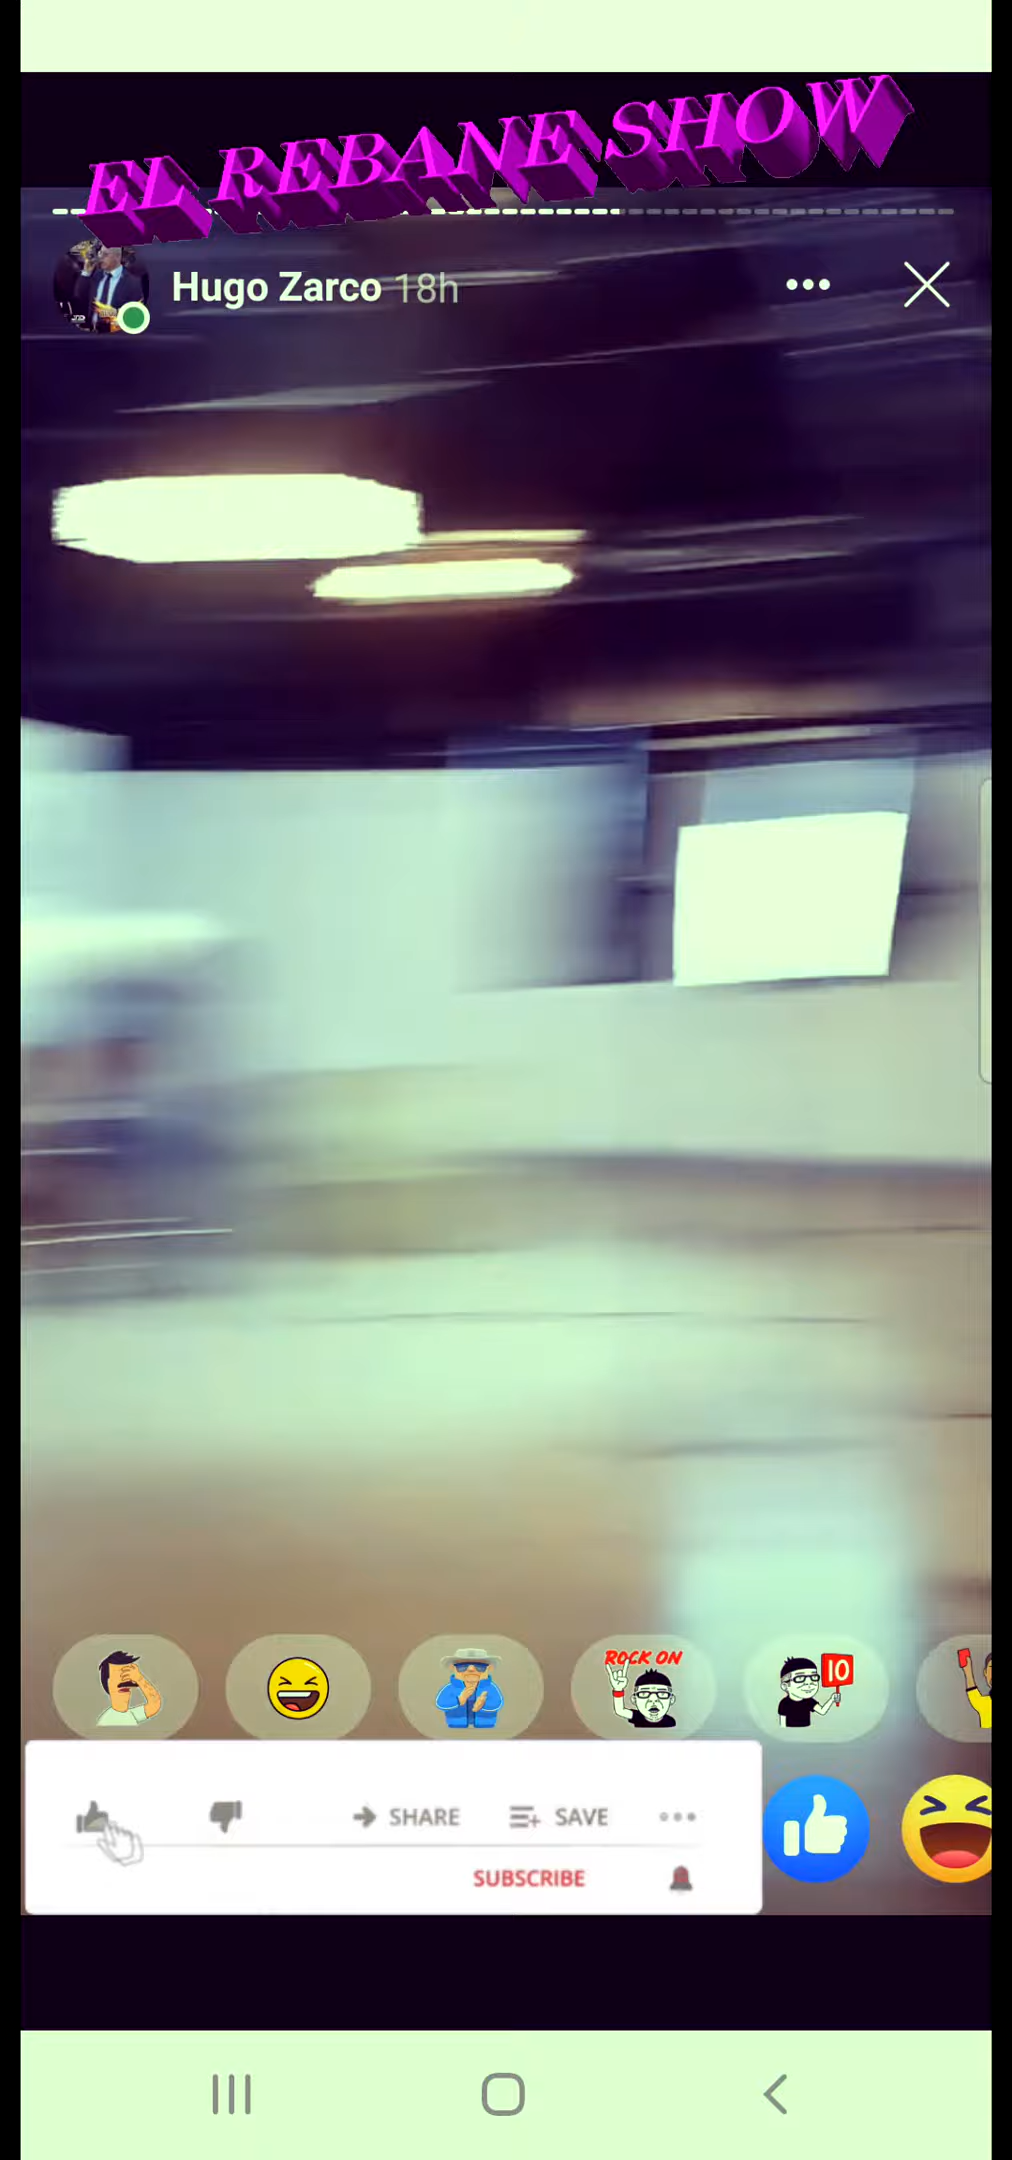 EL REBANE SHOW
Hugo Zarco 18h
ROCK ON
10
SHARE
SAVE
SUBSCRIBE